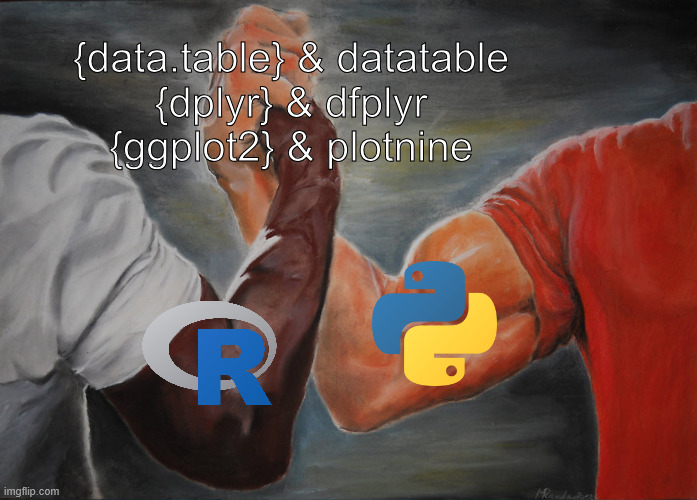 {data.table} & datatable
{dplyr} & dfplyr
{ggplot2} & plotnine
R
imgflip.com